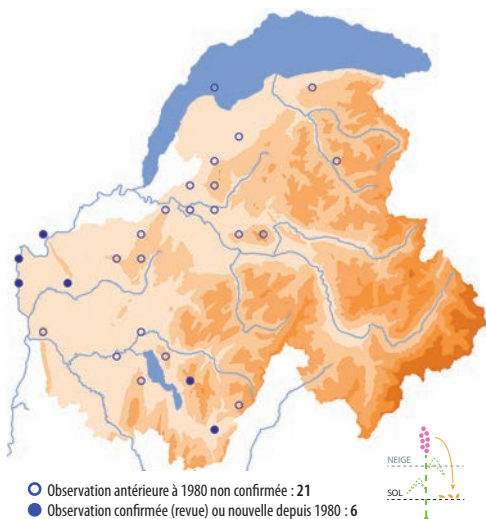 NEIGE
SOL
Observation antérieure à 1980 non confirmée : 21
Observation confirmée (revue) ou nouvelle depuis 1980 : 6